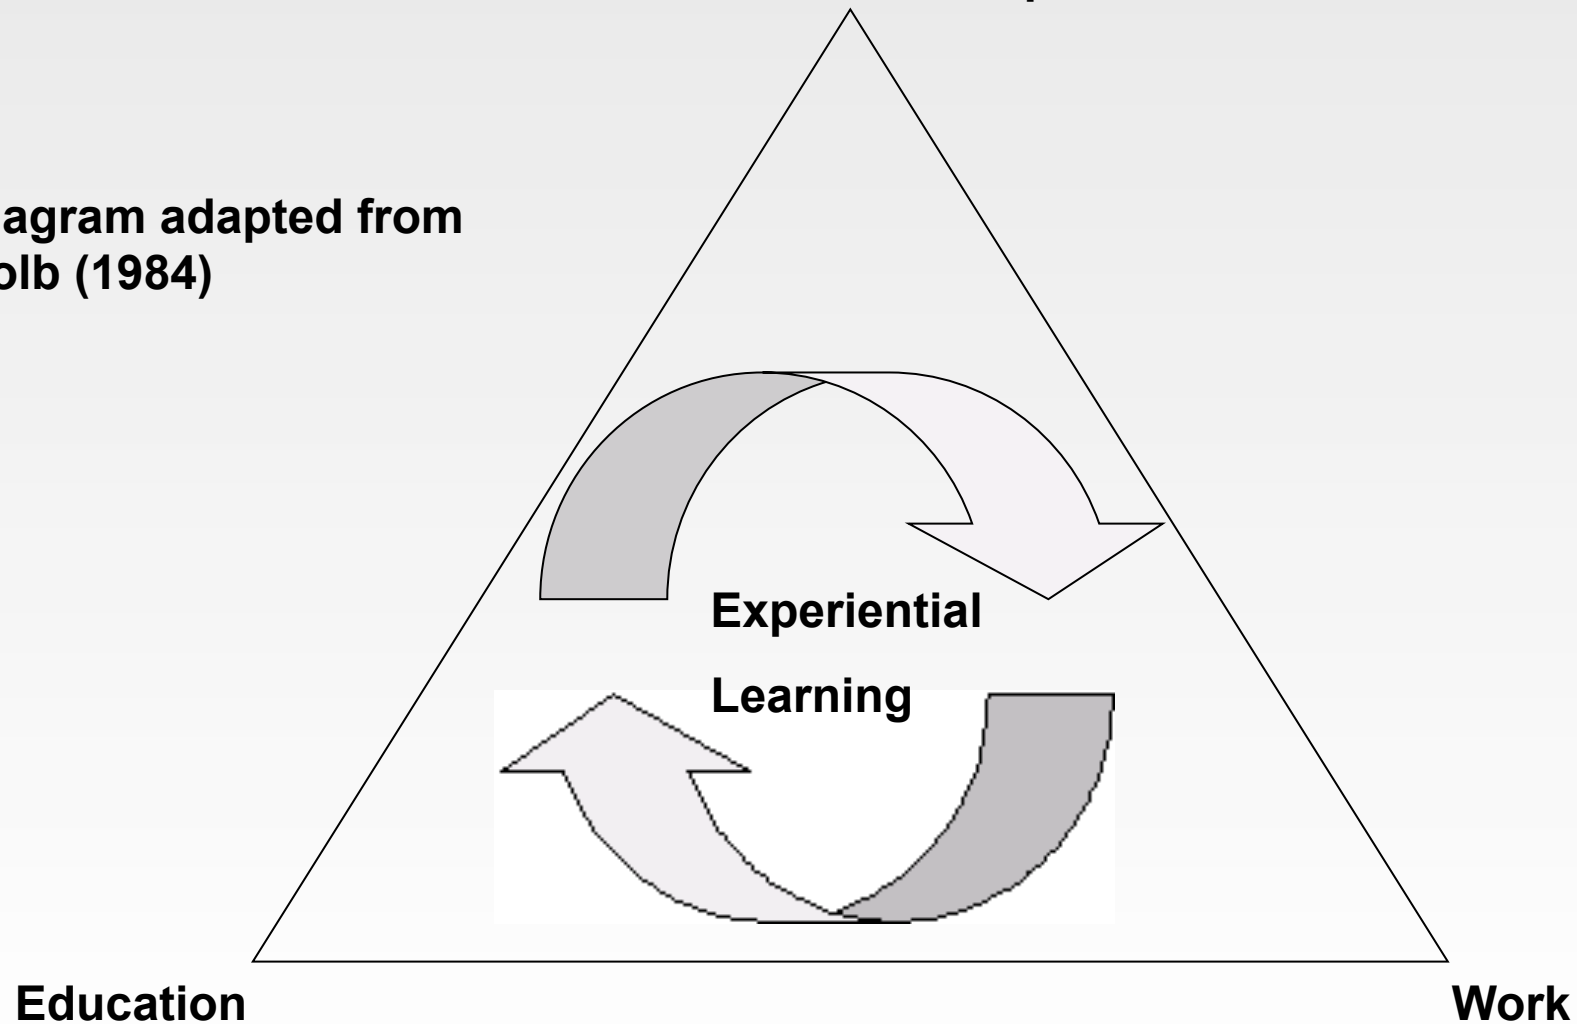 agram adapted from
olb (1984)
Experiential
Learning
Education
Work